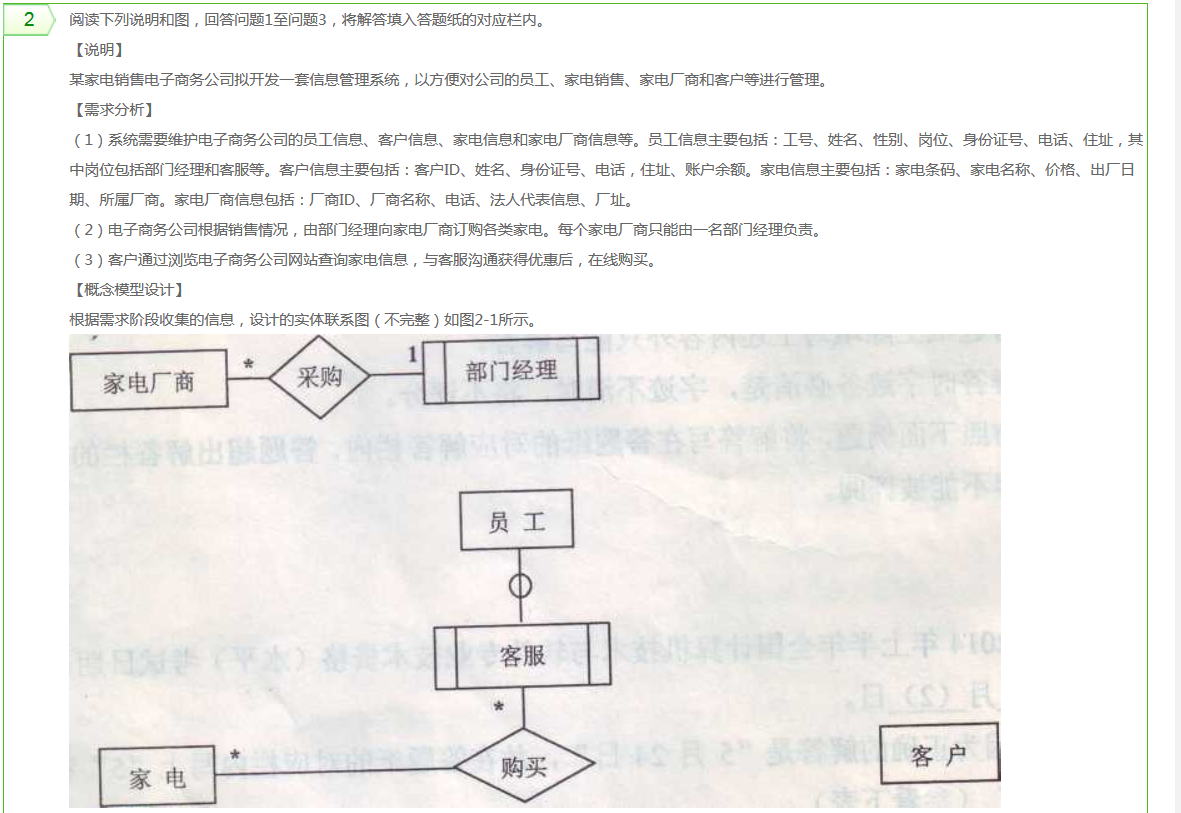 2
阅读下列说明和图，回答问题1至问题3，将解答填入答题纸的对应栏内。
【说明】
某家电销售电子商务公司拟开发一套信息管理系统，以方便对公司的员工、家电销售、家电厂商和客户等进行管理。
【需求分析】
（1）系统需要维护电子商务公司的员工信息、客户信息、家电信息和家电厂商信息等。员工信息主要包括：工号、姓名、性别、岗位、身份证号、电话、住址，其
中岗位包括部门经理和客服等。客户信息主要包括：客户ID、姓名、身份证号、电话，住址、账户余额。家电信息主要包括：家电条码、家电名称、价格、出厂日
期、所属厂商。家电厂商信息包括：厂商ID、厂商名称、电话、法人代表信息、厂址。
（2）电子商务公司根据销售情况，由部门经理向家电厂商订购各类家电。每个家电厂商只能由一名部门经理负责。
（3）客户通过浏览电子商务公司网站查询家电信息，与客服沟通获得优惠后，在线购买。
【概念模型设计】
根据需求阶段收集的信息，设计的实体联系图（不完整）如图2-1所示。
家电厂商 * 采购 1 部门经理
员 工
客服
*
家 电 * 购买 客 户